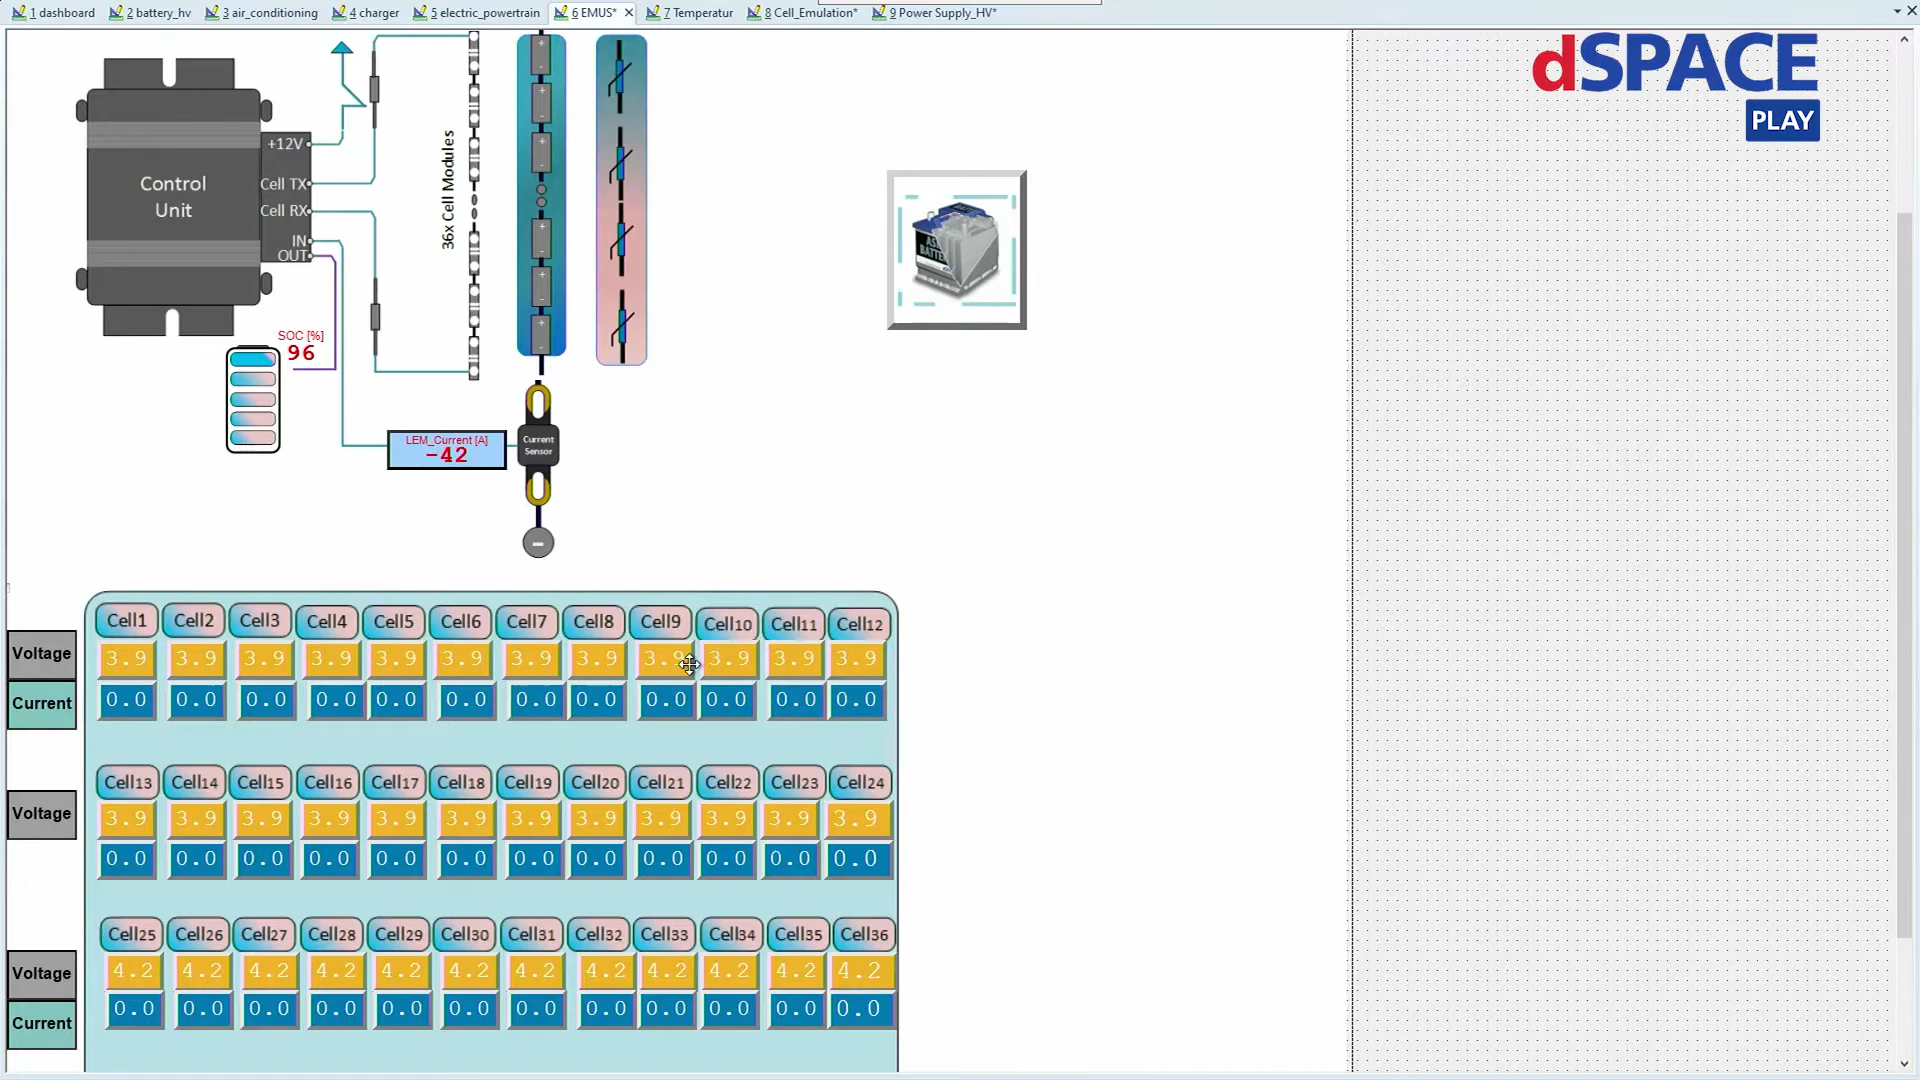 1 dashboard 2 battery_hv 3 air_conditioning 4 charger 5 electric_powertrain 6 EMUS* 7 Temperatur 8 Cell_Emulation* 9 Power Supply_HV*
dSPACE
PLAY
Control
Unit
+12V
Cell TX
Cell RX
IN
OUT
36x Cell Modules
SOC [%]
96
LEM_Current [A]
-42
Current
Sensor
Cell1 Cell2 Cell3 Cell4 Cell5 Cell6 Cell7 Cell8 Cell9 Cell10 Cell11 Cell12
Voltage 3.9 3.9 3.9 3.9 3.9 3.9 3.9 3.9 3.9 3.9 3.9 3.9
Current 0.0 0.0 0.0 0.0 0.0 0.0 0.0 0.0 0.0 0.0 0.0 0.0
Cell13 Cell14 Cell15 Cell16 Cell17 Cell18 Cell19 Cell20 Cell21 Cell22 Cell23 Cell24
Voltage 3.9 3.9 3.9 3.9 3.9 3.9 3.9 3.9 3.9 3.9 3.9 3.9
0.0 0.0 0.0 0.0 0.0 0.0 0.0 0.0 0.0 0.0 0.0 0.0
Cell25 Cell26 Cell27 Cell28 Cell29 Cell30 Cell31 Cell32 Cell33 Cell34 Cell35 Cell36
Voltage 4.2 4.2 4.2 4.2 4.2 4.2 4.2 4.2 4.2 4.2 4.2 4.2
Current 0.0 0.0 0.0 0.0 0.0 0.0 0.0 0.0 0.0 0.0 0.0 0.0